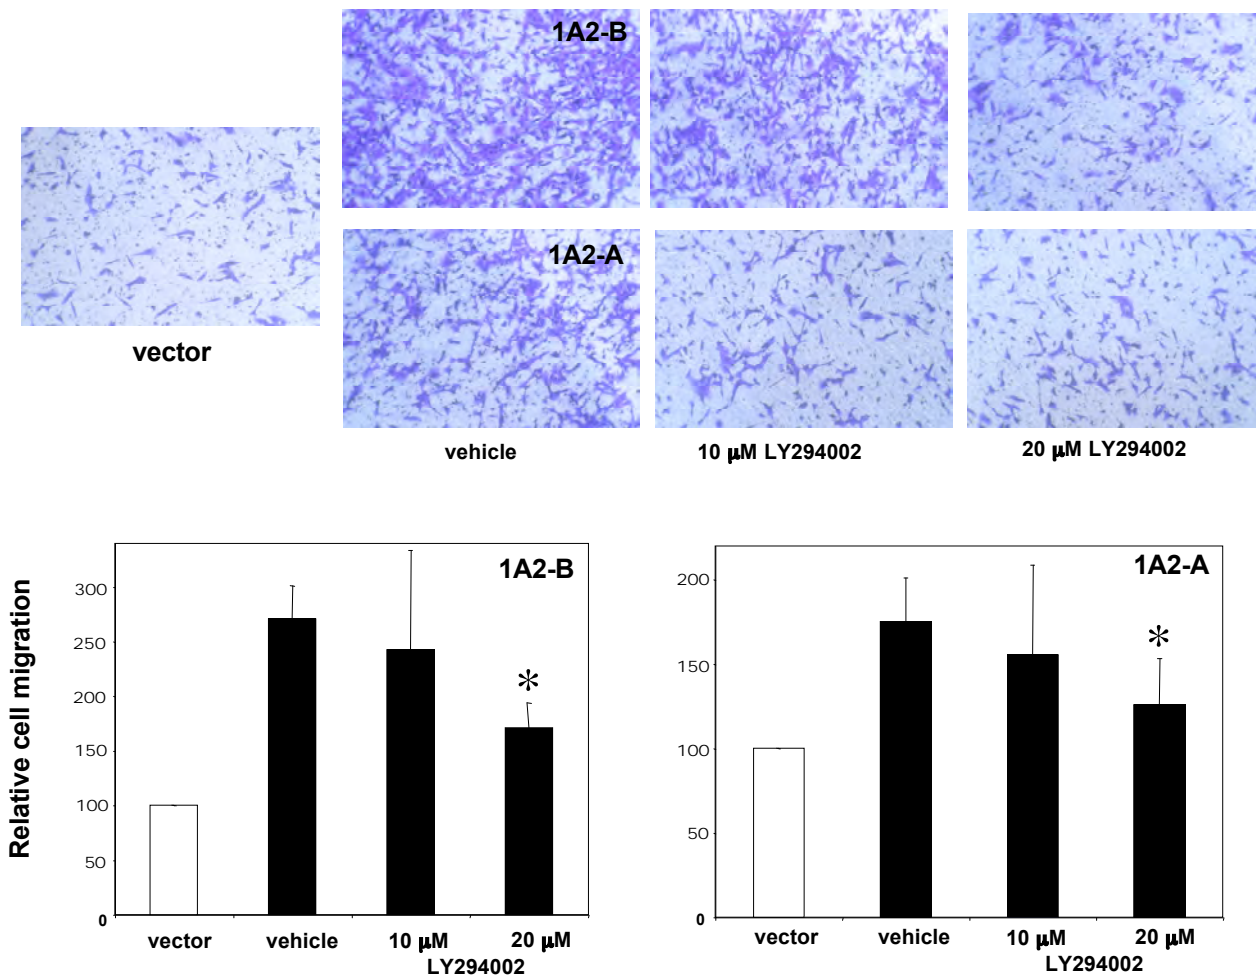 1A2-B
1A2-A
vector
vehicle
10 μM LY294002
20 μM LY294002
Relative cell migration
1A2-B
300
250
200
150
100
50
0
vector
vehicle
10 μM
20 μM
LY294002
1A2-A
200
150
100
50
0
vector
vehicle
10 μM
20 μM
LY294002
*
*